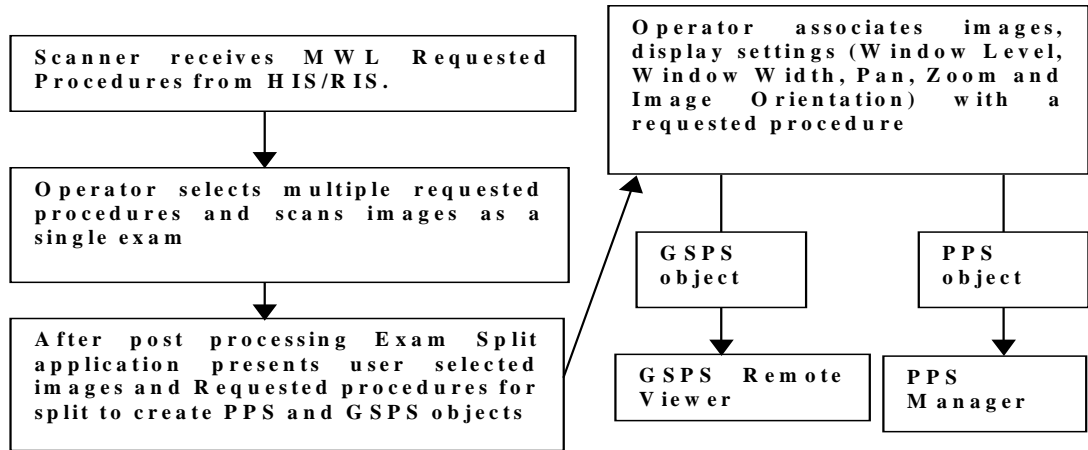 Scanner receives MWL Requested
Procedures from HIS/RIS.
Operator selects multiple requested
procedures and scans images as a
single exam
After post processing Exam Split
application presents user selected
images and Requested procedures for
split to create PPS and GSPS objects
Operator associates images,
display settings (Window Level,
Window Width, Pan, Zoom and
Image Orientation) with a
requested procedure
GSPS
object
PPS
object
GSPS Remote
Viewer
PPS
Manager